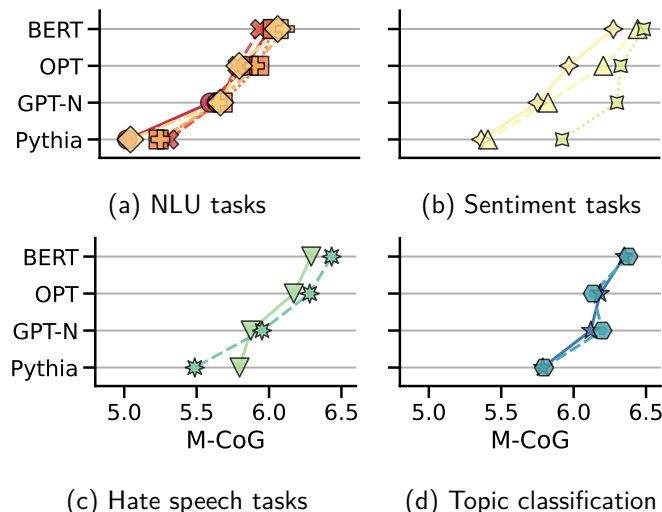 BERT
OPT
GPT-N
Pythia
(a) NLU tasks
(b) Sentiment tasks
BERT
OPT
GPT-N
Pythia
5.0 5.5 6.0 6.5
5.0 5.5 6.0 6.5
M-CoG
M-CoG
(c) Hate speech tasks
(d) Topic classification